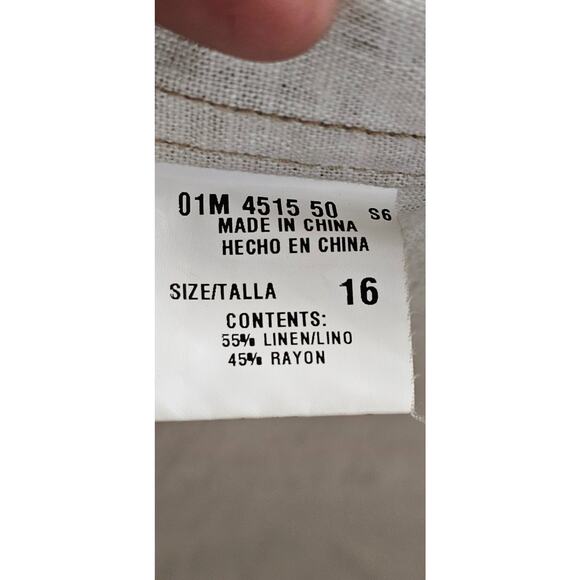 01M 4515 50 S6
MADE IN CHINA
HECHO EN CHINA
SIZE/TALLA 16
CONTENTS:
55% LINEN/LINO
45% RAYON